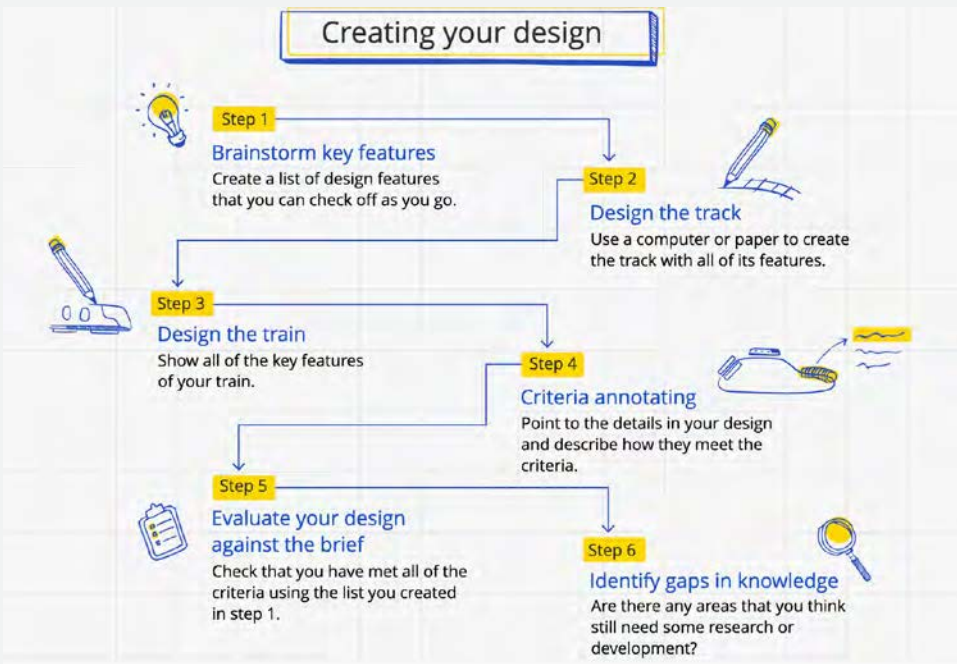 Creating your design
Step 1
Brainstorm key features
Create a list of design features
that you can check off as you go.
Step 2
Design the track
Use a computer or paper to create
the track with all of its features.
Step 3
Design the train
Show all of the key features
of your train.
Step 4
Criteria annotating
Point to the details in your design
and describe how they meet the
criteria.
Step 5
Evaluate your design
against the brief
Check that you have met all of the
criteria using the list you created
in step 1.
Step 6
Identify gaps in knowledge
Are there any areas that you think
still need some research or
development?